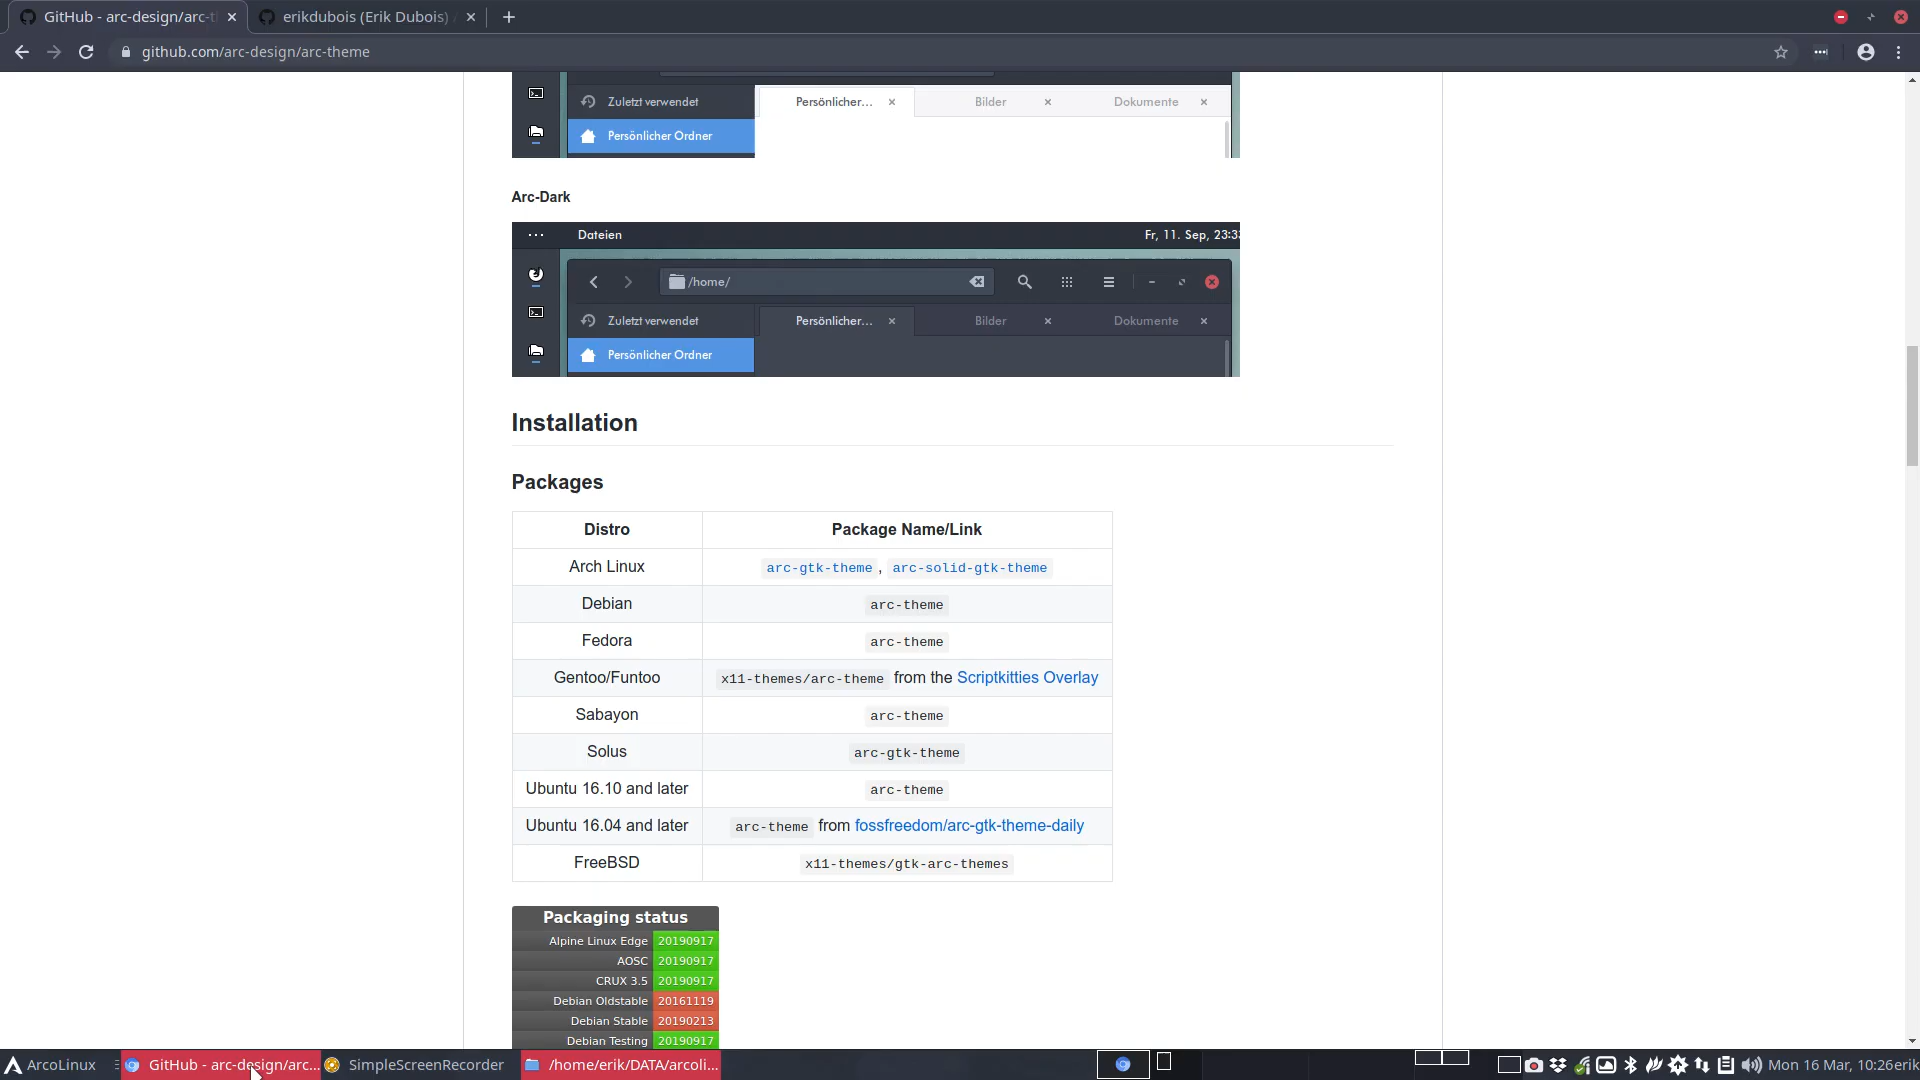 GitHub - arc-design/arc-t
erikdubois (Erik Dubois)
github.com/arc-design/arc-theme
Zuletzt verwendet
Persönlicher…
Bilder
Dokumente
Persönlicher Ordner
Arc-Dark
Dateien
Fr, 11. Sep, 23:33
/home/
Zuletzt verwendet
Persönlicher…
Bilder
Dokumente
Persönlicher Ordner
Installation
Packages
Distro Package Name/Link
Arch Linux arc-gtk-theme , arc-solid-gtk-theme
Debian arc-theme
Fedora arc-theme
Gentoo/Funtoo x11-themes/arc-theme from the Scriptkitties Overlay
Sabayon arc-theme
Solus arc-gtk-theme
Ubuntu 16.10 and later arc-theme
Ubuntu 16.04 and later arc-theme from fossfreedom/arc-gtk-theme-daily
FreeBSD x11-themes/gtk-arc-themes
Packaging status
Alpine Linux Edge 20190917
AOSC 20190917
CRUX 3.5 20190917
Debian Oldstable 20161119
Debian Stable 20190213
Debian Testing 20190917
ArcoLinux
GitHub - arc-design/arc...
SimpleScreenRecorder
/home/erik/DATA/arcoli...
Mon 16 Mar, 10:26erik